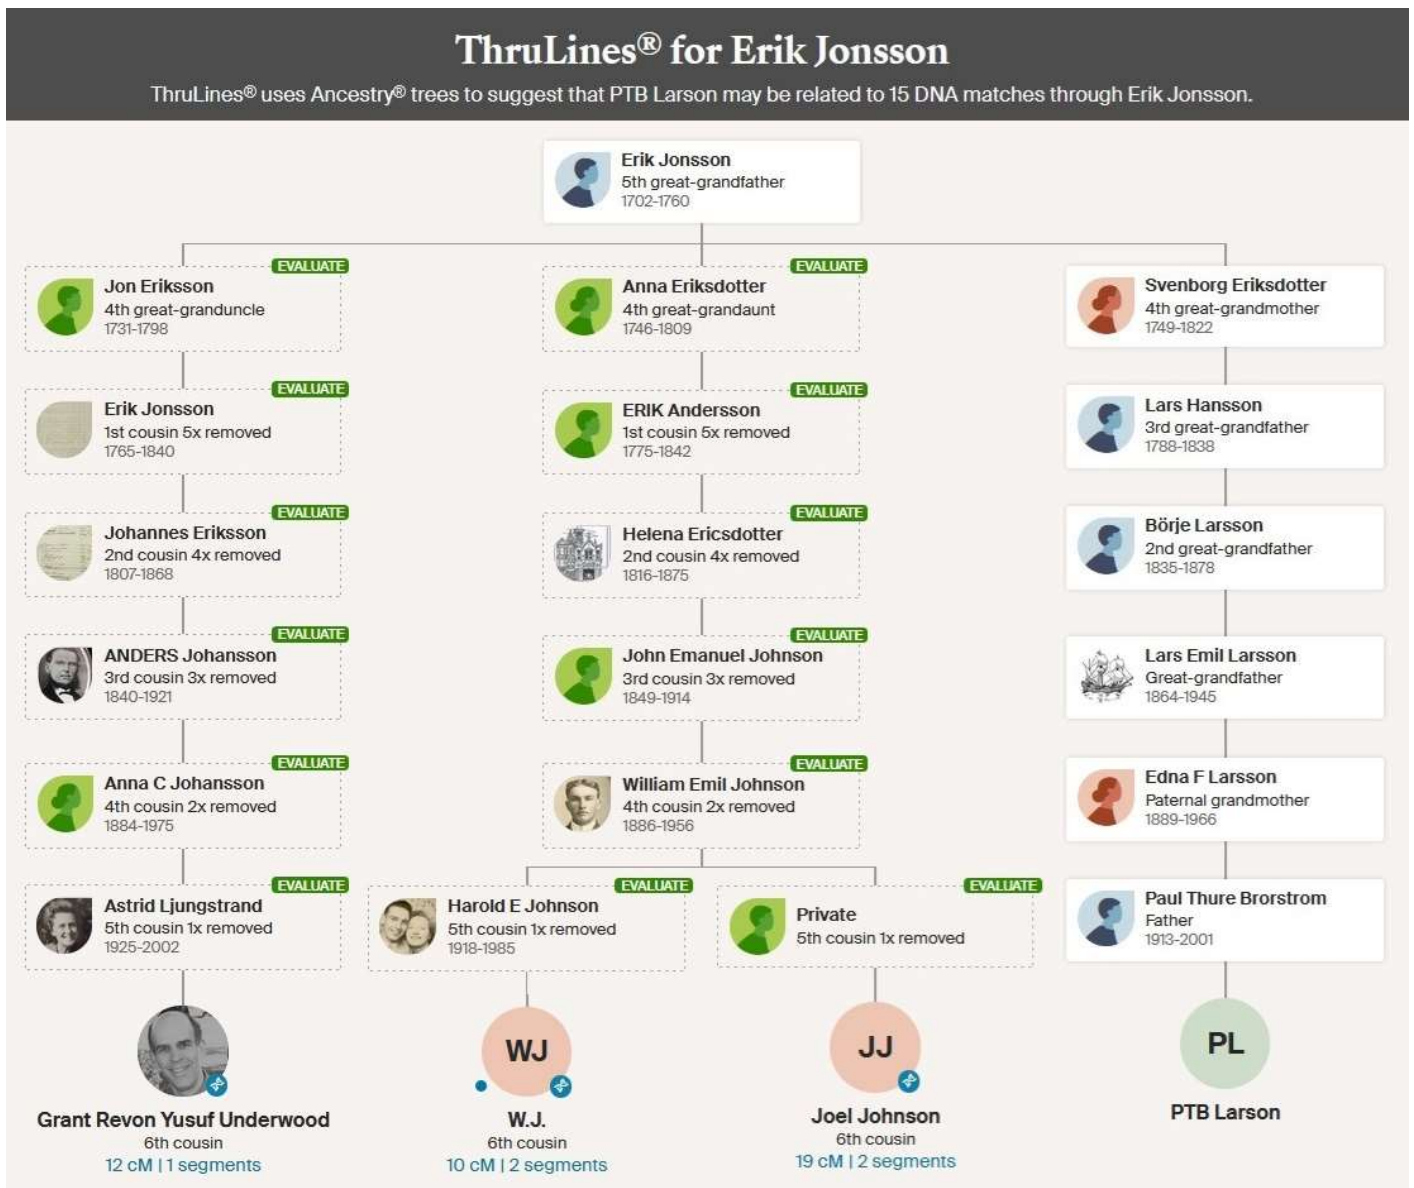 ThruLines® for Erik Jonsson
ThruLines® uses Ancestry® trees to suggest that PTB Larson may be related to 15 DNA matches through Erik Jonsson.
Erik Jonsson
5th great-grandfather
1702-1760
EVALUATE
Jon Eriksson
4th great-granduncle
1731-1798
EVALUATE
Anna Eriksdotter
4th great-grandaunt
1746-1809
Svenborg Eriksdotter
4th great-grandmother
1749-1822
EVALUATE
Erik Jonsson
1st cousin 5x removed
1765-1840
EVALUATE
ERIK Andersson
1st cousin 5x removed
1775-1842
Lars Hansson
3rd great-grandfather
1788-1838
EVALUATE
Johannes Eriksson
2nd cousin 4x removed
1807-1868
EVALUATE
Helena Ericsdotter
2nd cousin 4x removed
1816-1875
Börje Larsson
2nd great-grandfather
1835-1878
EVALUATE
ANDERS Johansson
3rd cousin 3x removed
1840-1921
EVALUATE
John Emanuel Johnson
3rd cousin 3x removed
1849-1914
Lars Emil Larsson
Great-grandfather
1864-1945
EVALUATE
Anna C Johansson
4th cousin 2x removed
1884-1975
EVALUATE
William Emil Johnson
4th cousin 2x removed
1886-1956
Edna F Larsson
Paternal grandmother
1889-1966
EVALUATE
Astrid Ljungstrand
5th cousin 1x removed
1925-2002
EVALUATE
Harold E Johnson
5th cousin 1x removed
1918-1985
EVALUATE
Private
5th cousin 1x removed
Paul Thure Brorstrom
Father
1913-2001
Grant Revon Yusuf Underwood
6th cousin
12 cM | 1 segments
WJ
W.J.
6th cousin
10 cM | 2 segments
JJ
Joel Johnson
6th cousin
19 cM | 2 segments
PL
PTB Larson